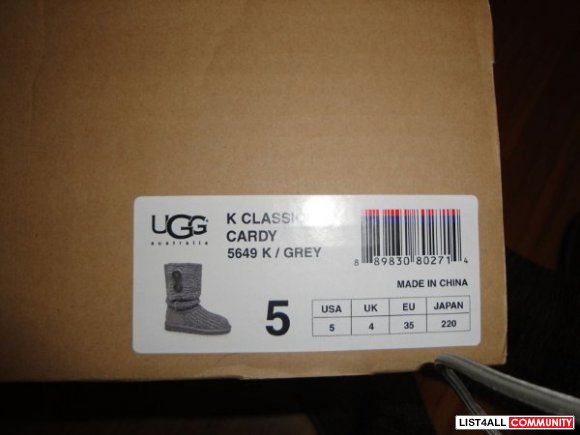 UGG
australia
K CLASSIC
CARDY
5649 K / GREY
8 89830 80271 4
MADE IN CHINA
5
USA UK EU JAPAN
5 4 35 220
LIST4ALL COMMUNITY